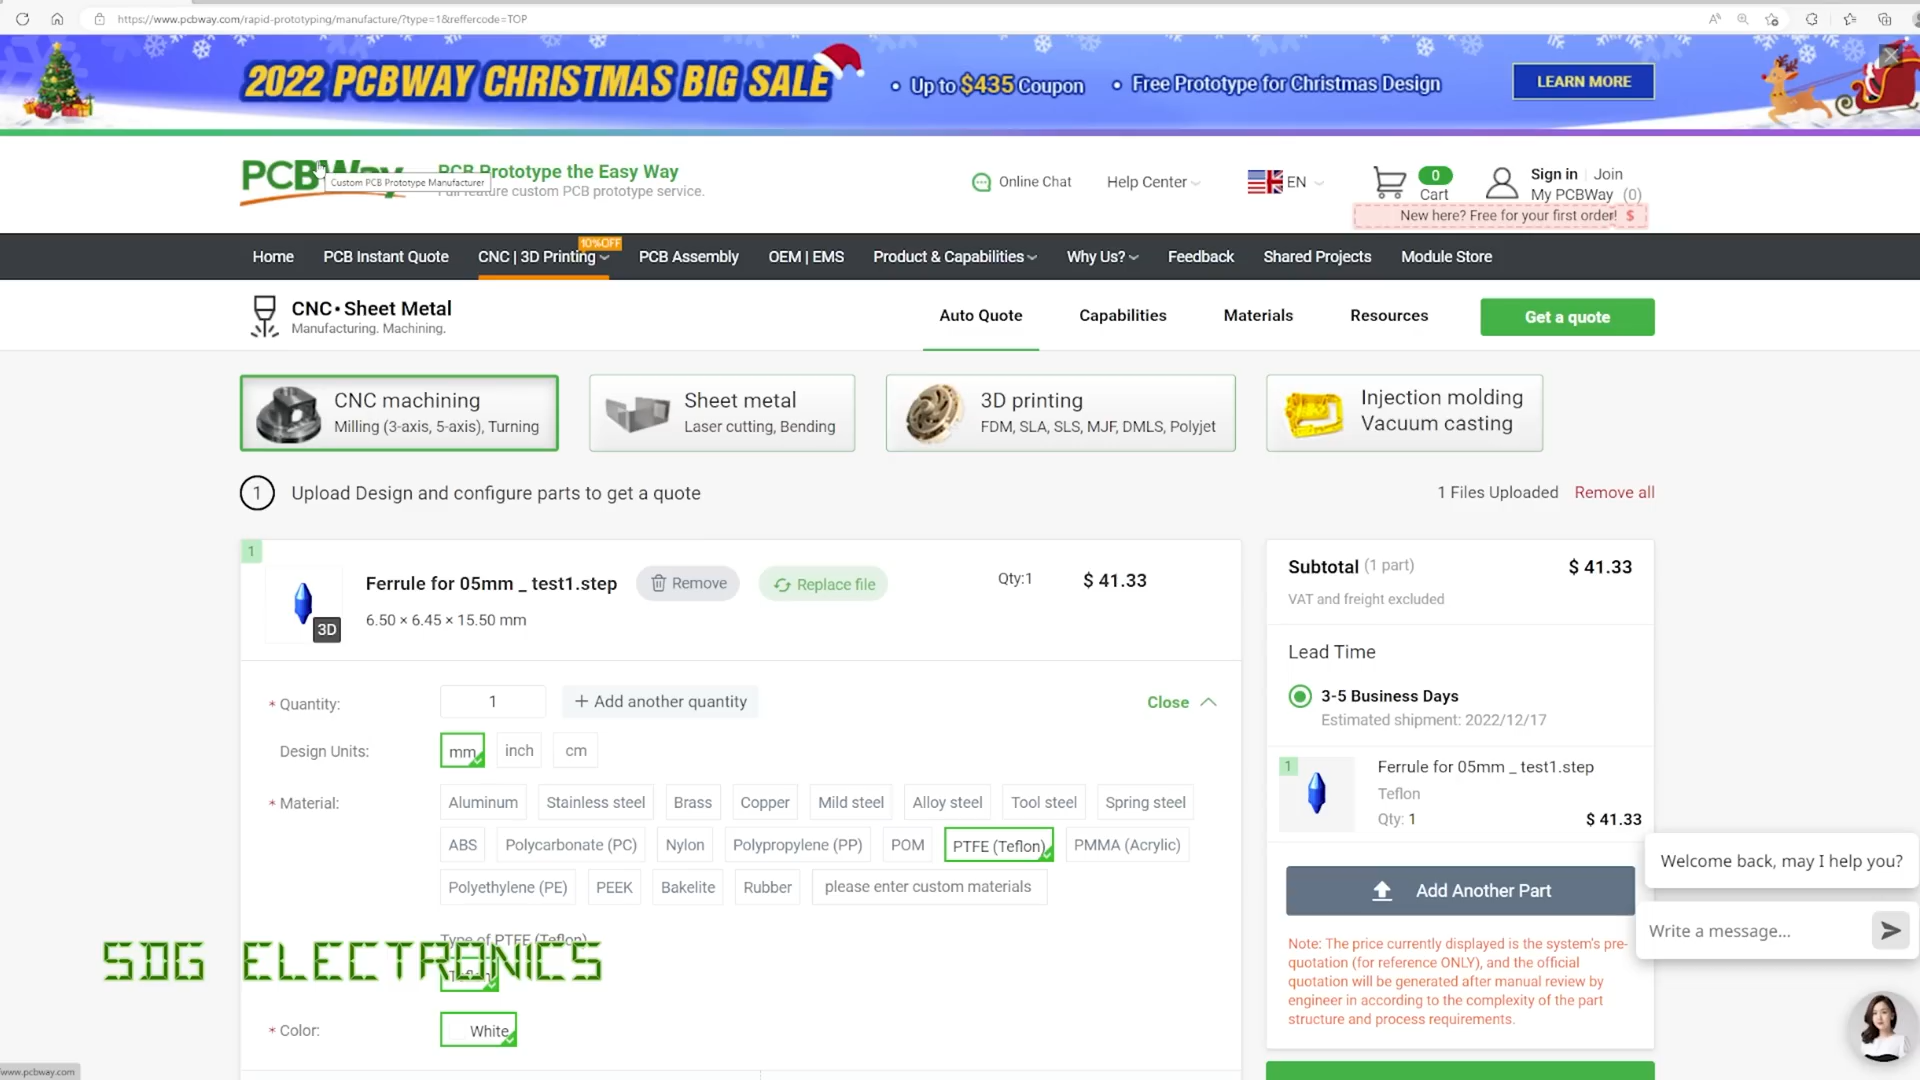 https://www.pcbway.com/rapid-prototyping/manufacture/?type=1&reffercode=TOP
2022 PCBWAY CHRISTMAS BIG SALE
• Up to $435 Coupon
• Free Prototype for Christmas Design
LEARN MORE
PCBWay
PCB Prototype the Easy Way
Full feature custom PCB prototype service.
Custom PCB Prototype Manufacturer
Online Chat
Help Center
EN
0
Cart
Sign in
Join
My PCBWay (0)
New here? Free for your first order! $
10%OFF
Home
PCB Instant Quote
CNC | 3D Printing
PCB Assembly
OEM | EMS
Product & Capabilities
Why Us?
Feedback
Shared Projects
Module Store
CNC • Sheet Metal
Manufacturing. Machining.
Auto Quote
Capabilities
Materials
Resources
Get a quote
CNC machining
Milling (3-axis, 5-axis), Turning
Sheet metal
Laser cutting, Bending
3D printing
FDM, SLA, SLS, MJF, DMLS, Polyjet
Injection molding
Vacuum casting
1
Upload Design and configure parts to get a quote
1 Files Uploaded
Remove all
1
3D
Ferrule for 05mm _ test1.step
Remove
Replace file
Qty:1
$ 41.33
6.50 × 6.45 × 15.50 mm
* Quantity:
1
+ Add another quantity
Close
Design Units:
mm
inch
cm
* Material:
Aluminum
Stainless steel
Brass
Copper
Mild steel
Alloy steel
Tool steel
Spring steel
ABS
Polycarbonate (PC)
Nylon
Polypropylene (PP)
POM
PTFE (Teflon)
PMMA (Acrylic)
Polyethylene (PE)
PEEK
Bakelite
Rubber
please enter custom materials
Type of PTFE (Teflon)
Teflon
SDG ELECTRONICS
* Color:
White
Subtotal (1 part)
$ 41.33
VAT and freight excluded
Lead Time
3-5 Business Days
Estimated shipment: 2022/12/17
1
Ferrule for 05mm _ test1.step
Teflon
Qty: 1
$ 41.33
Add Another Part
Note: The price currently displayed is the system's pre-
quotation (for reference ONLY), and the official
quotation will be generated after manual review by
engineer in according to the complexity of the part
structure and process requirements.
Welcome back, may I help you?
Write a message...
www.pcbway.com